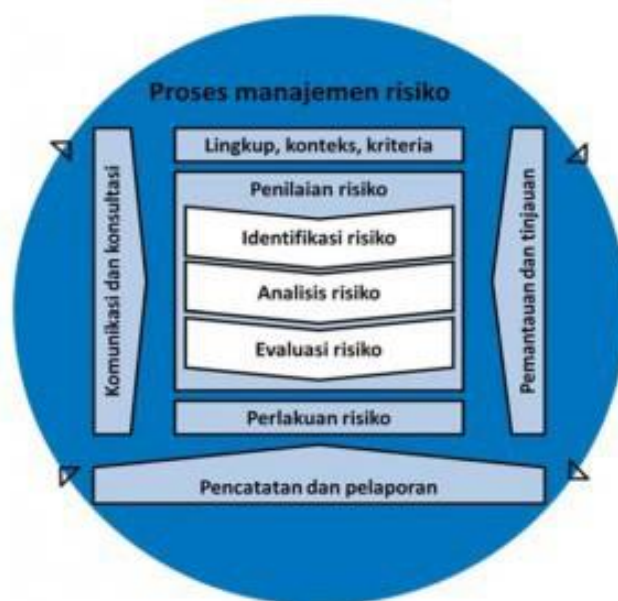 Proses manajemen risiko
Lingkup, konteks, kriteria
Penilaian risiko
Identifikasi risiko
Analisis risiko
Evaluasi risiko
Perlakuan risiko
Komunikasi dan konsultasi
Pemantauan dan tinjauan
Pencatatan dan pelaporan